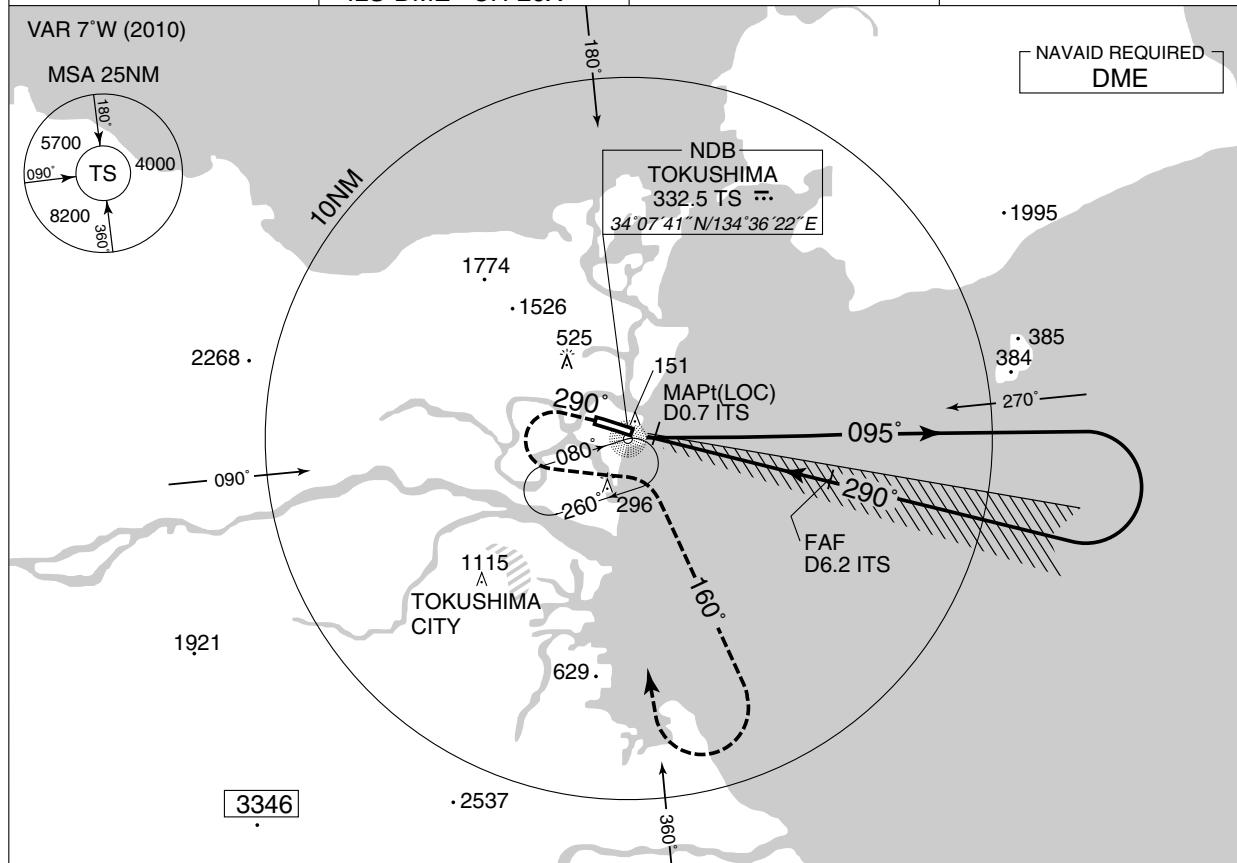 VAR 7°W (2010)
MSA 25NM
180°
5700
4000
090°
TS
8200
360°
180°
NAVAID REQUIRED
DME
10NM
NDB
TOKUSHIMA
332.5 TS
34°07′41″N/134°36′22″E
1995
1774
1526
525
2268
151
385
384
MAPt(LOC)
D0.7 ITS
290°
270°
095°
080°
090°
290°
260°
296
FAF
D6.2 ITS
1115
TOKUSHIMA
CITY
160°
1921
629
3346
2537
360°